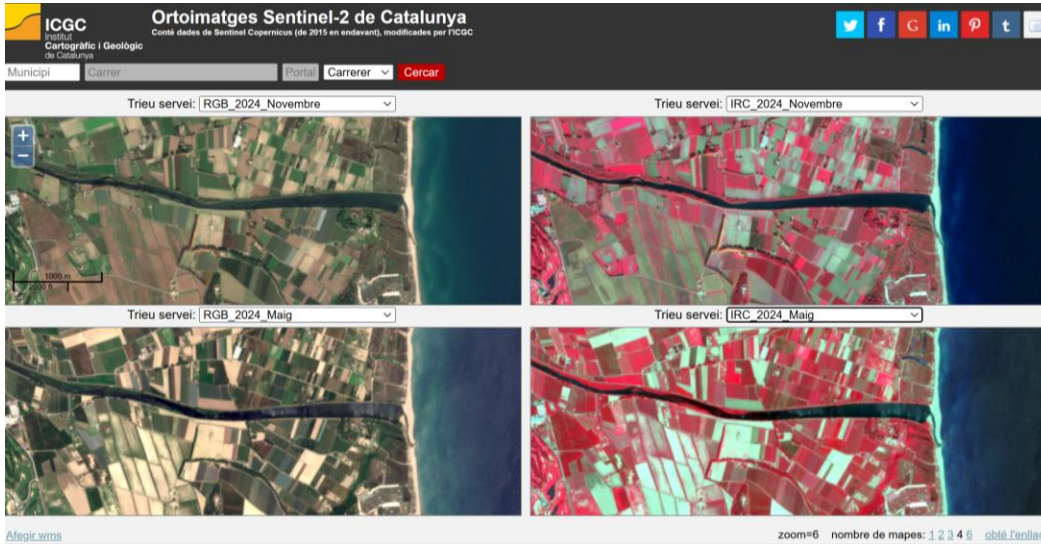 ICGC
Institut
Cartogràfic i Geològic
de Catalunya
Ortoimatges Sentinel-2 de Catalunya
Conté dades de Sentinel Copernicus (de 2015 en endavant), modificades per l'ICGC
Municipi Carrer Portal Carrerer Cercar
Trieu servei: RGB_2024_Novembre
Trieu servei: IRC_2024_Novembre
+
−
1000 m
2000 ft
Trieu servei: RGB_2024_Maig
Trieu servei: IRC_2024_Maig
Afegir wms
zoom=6 nombre de mapes: 1 2 3 4 6 obté l'enlla